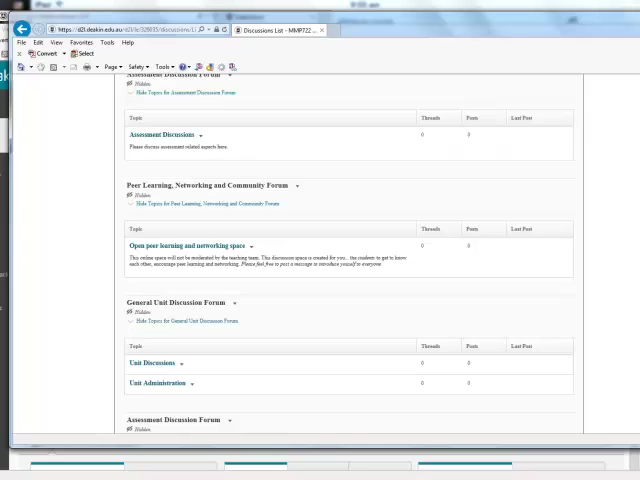 https://d2l.deakin.edu.au/d2l/le/326035/discussions/Li
Discussions List - MMP722 ...
File Edit View Favorites Tools Help
Convert Select
Page Safety Tools
Assessment Discussion Forum
Hidden.
Hide Topics for Assessment Discussion Forum
Topic Threads Posts Last Post
Assessment Discussions 0 0
Please discuss assessment related aspects here.
Peer Learning, Networking and Community Forum
Hidden.
Hide Topics for Peer Learning, Networking and Community Forum
Topic Threads Posts Last Post
Open peer learning and networking space 0 0
This online space will not be moderated by the teaching team. This discussion space is created for you... the students to get to
know each other, encourage peer learning and networking. Please feel free to post a message to introduce yourself to everyone.
General Unit Discussion Forum
Hidden.
Hide Topics for General Unit Discussion Forum
Topic Threads Posts Last Post
Unit Discussions 0 0
Unit Administration 0 0
Assessment Discussion Forum
Hidden.